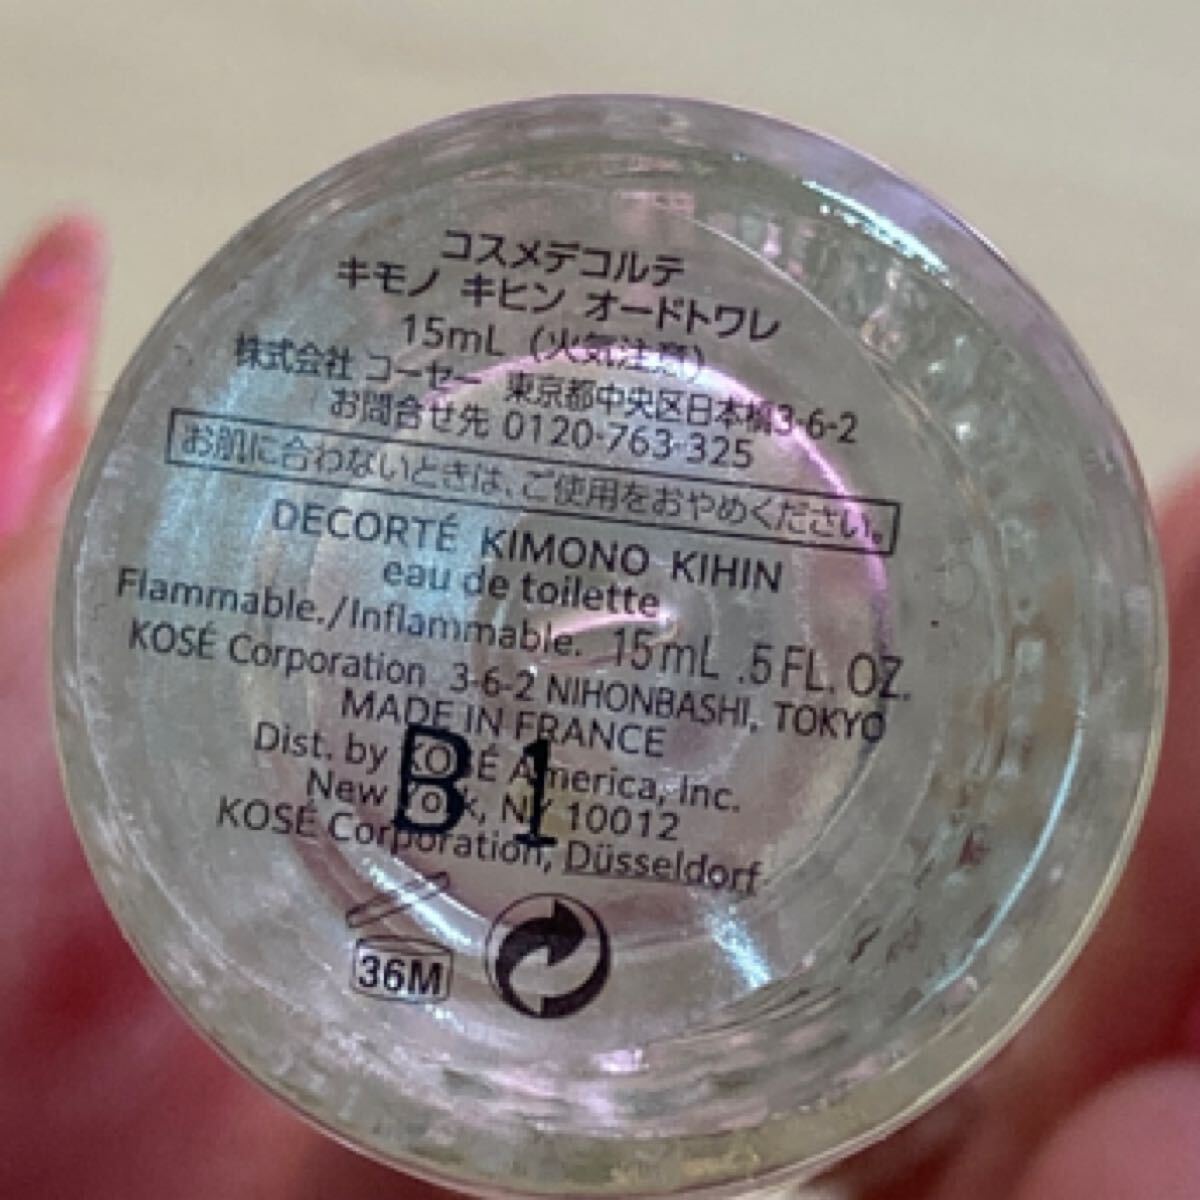 コスメデコルテ
キモノ キヒン オードトワレ
15mL (火気注意)
株式会社 コーセー 東京都中央区日本橋3-6-2
お問合せ先 0120-763-325
お肌に合わないときは、ご使用をおやめください。
DECORTÉ KIMONO KIHIN
eau de toilette
Flammable./Inflammable. 15mL .5 FL. OZ.
KOSÉ Corporation 3-6-2 NIHONBASHI, TOKYO
MADE IN FRANCE
Dist. by KOSÉ America, Inc.
New York, NY 10012
KOSÉ Corporation, Düsseldorf
B1
36M